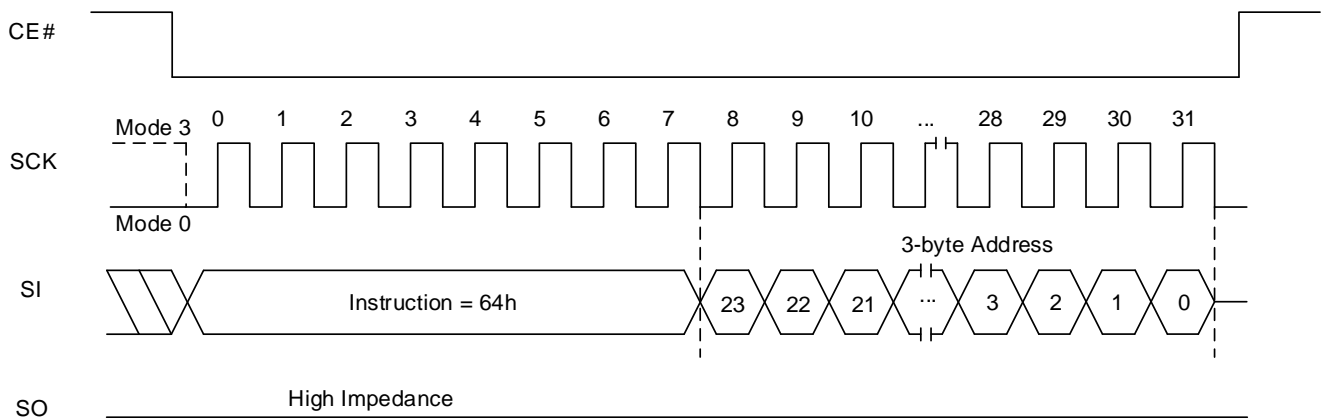 CE#
Mode 3
0 1 2 3 4 5 6 7 8 9 10 ... 28 29 30 31
SCK
Mode 0
3-byte Address
SI
Instruction = 64h
23 22 21 ... 3 2 1 0
High Impedance
SO